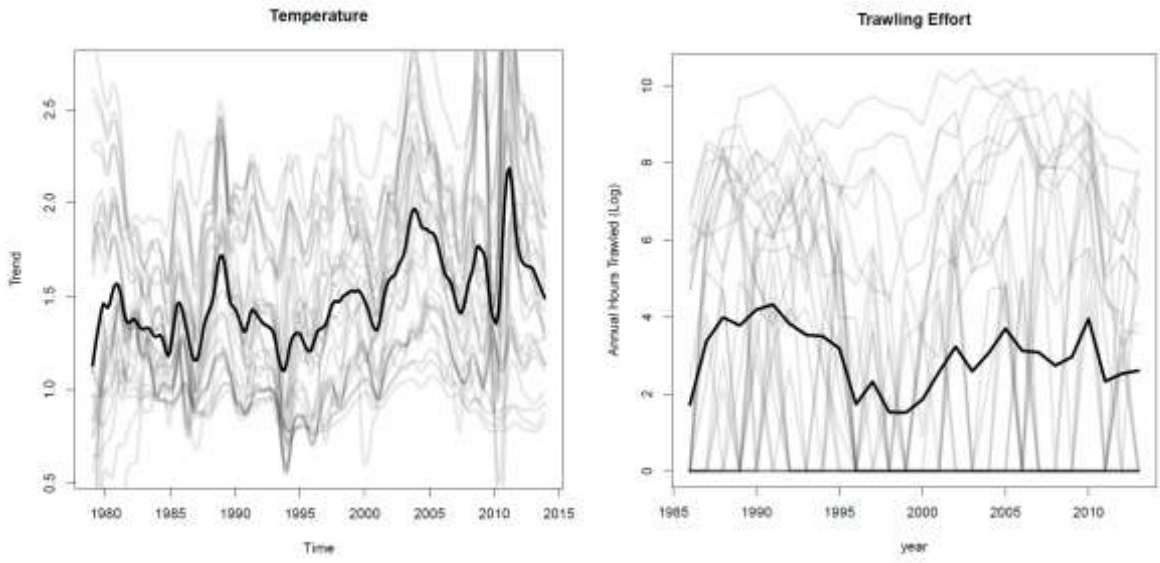 Temperature
Trend
2.5
2.0
1.5
1.0
0.5
1980 1985 1990 1995 2000 2005 2010 2015
Time
Trawling Effort
Annual Hours Trawled (Log)
10
8
6
4
2
0
1985 1990 1995 2000 2005 2010
year